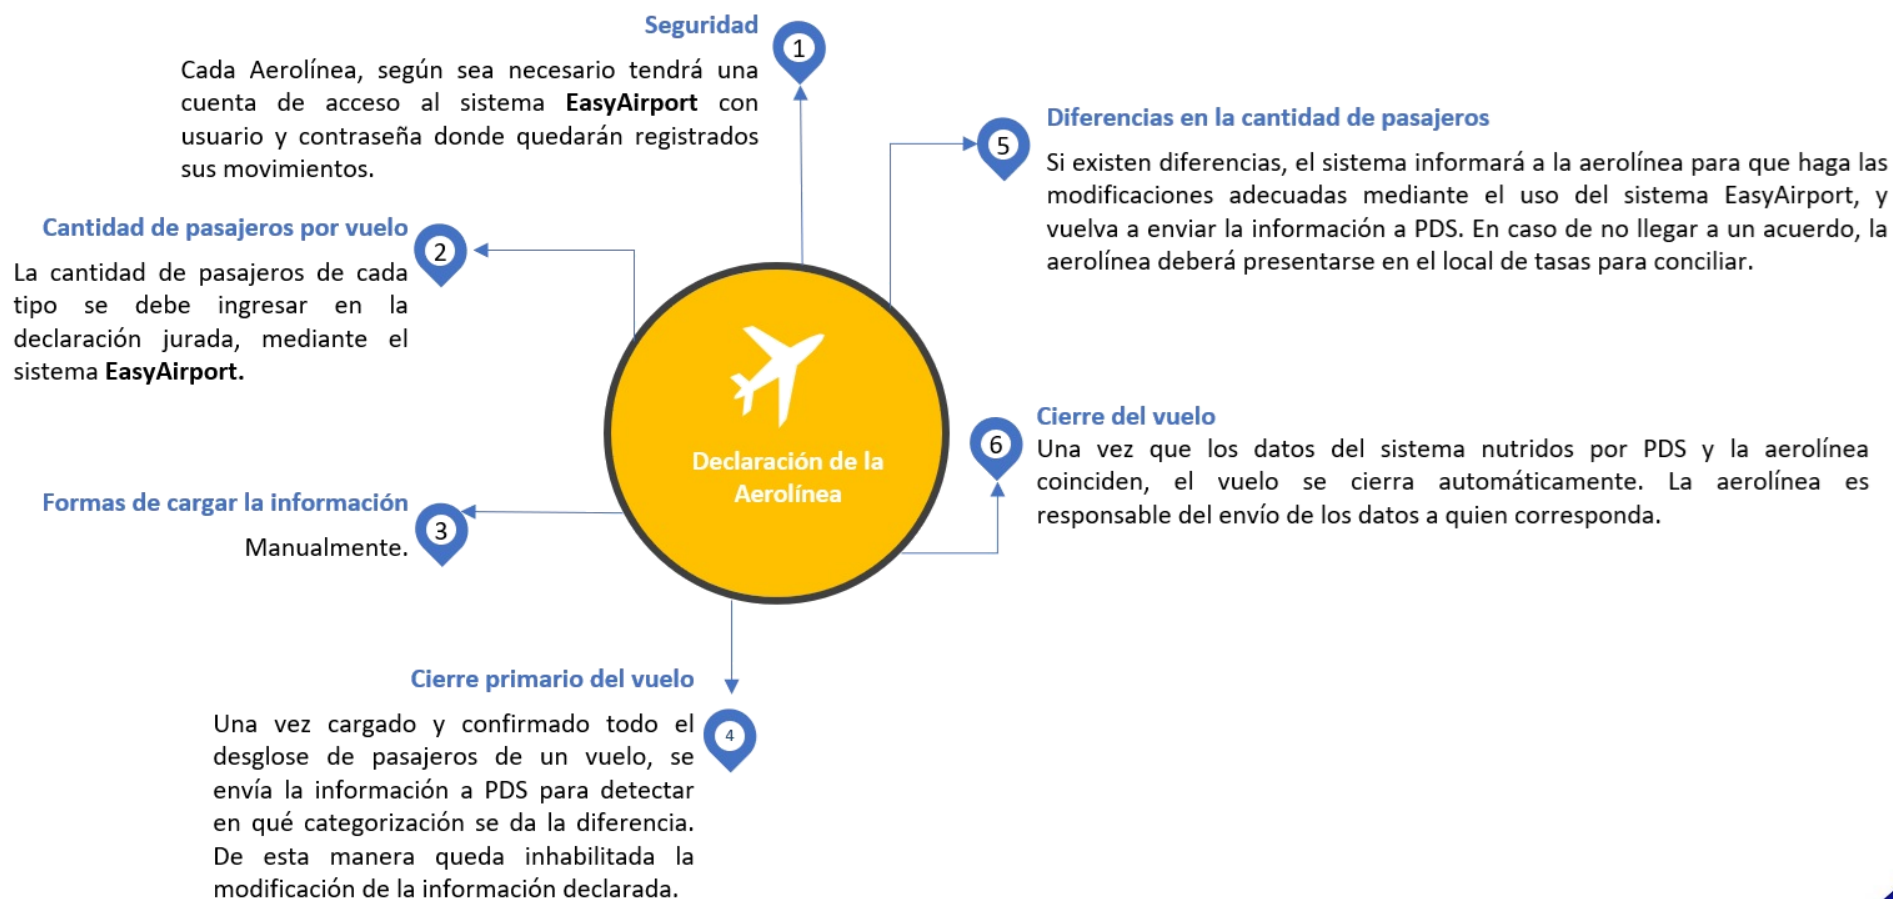 Seguridad
1
Cada Aerolínea, según sea necesario tendrá una
cuenta de acceso al sistema EasyAirport con
usuario y contraseña donde quedarán registrados
sus movimientos.
Cantidad de pasajeros por vuelo
2
La cantidad de pasajeros de cada
tipo se debe ingresar en la
declaración jurada, mediante el
sistema EasyAirport.
Formas de cargar la información
3
Manualmente.
Cierre primario del vuelo
4
Una vez cargado y confirmado todo el
desglose de pasajeros de un vuelo, se
envía la información a PDS para detectar
en qué categorización se da la diferencia.
De esta manera queda inhabilitada la
modificación de la información declarada.
Declaración de la
Aerolínea
Diferencias en la cantidad de pasajeros
5
Si existen diferencias, el sistema informará a la aerolínea para que haga las
modificaciones adecuadas mediante el uso del sistema EasyAirport, y
vuelva a enviar la información a PDS. En caso de no llegar a un acuerdo, la
aerolínea deberá presentarse en el local de tasas para conciliar.
Cierre del vuelo
6
Una vez que los datos del sistema nutridos por PDS y la aerolínea
coinciden, el vuelo se cierra automáticamente. La aerolínea es
responsable del envío de los datos a quien corresponda.